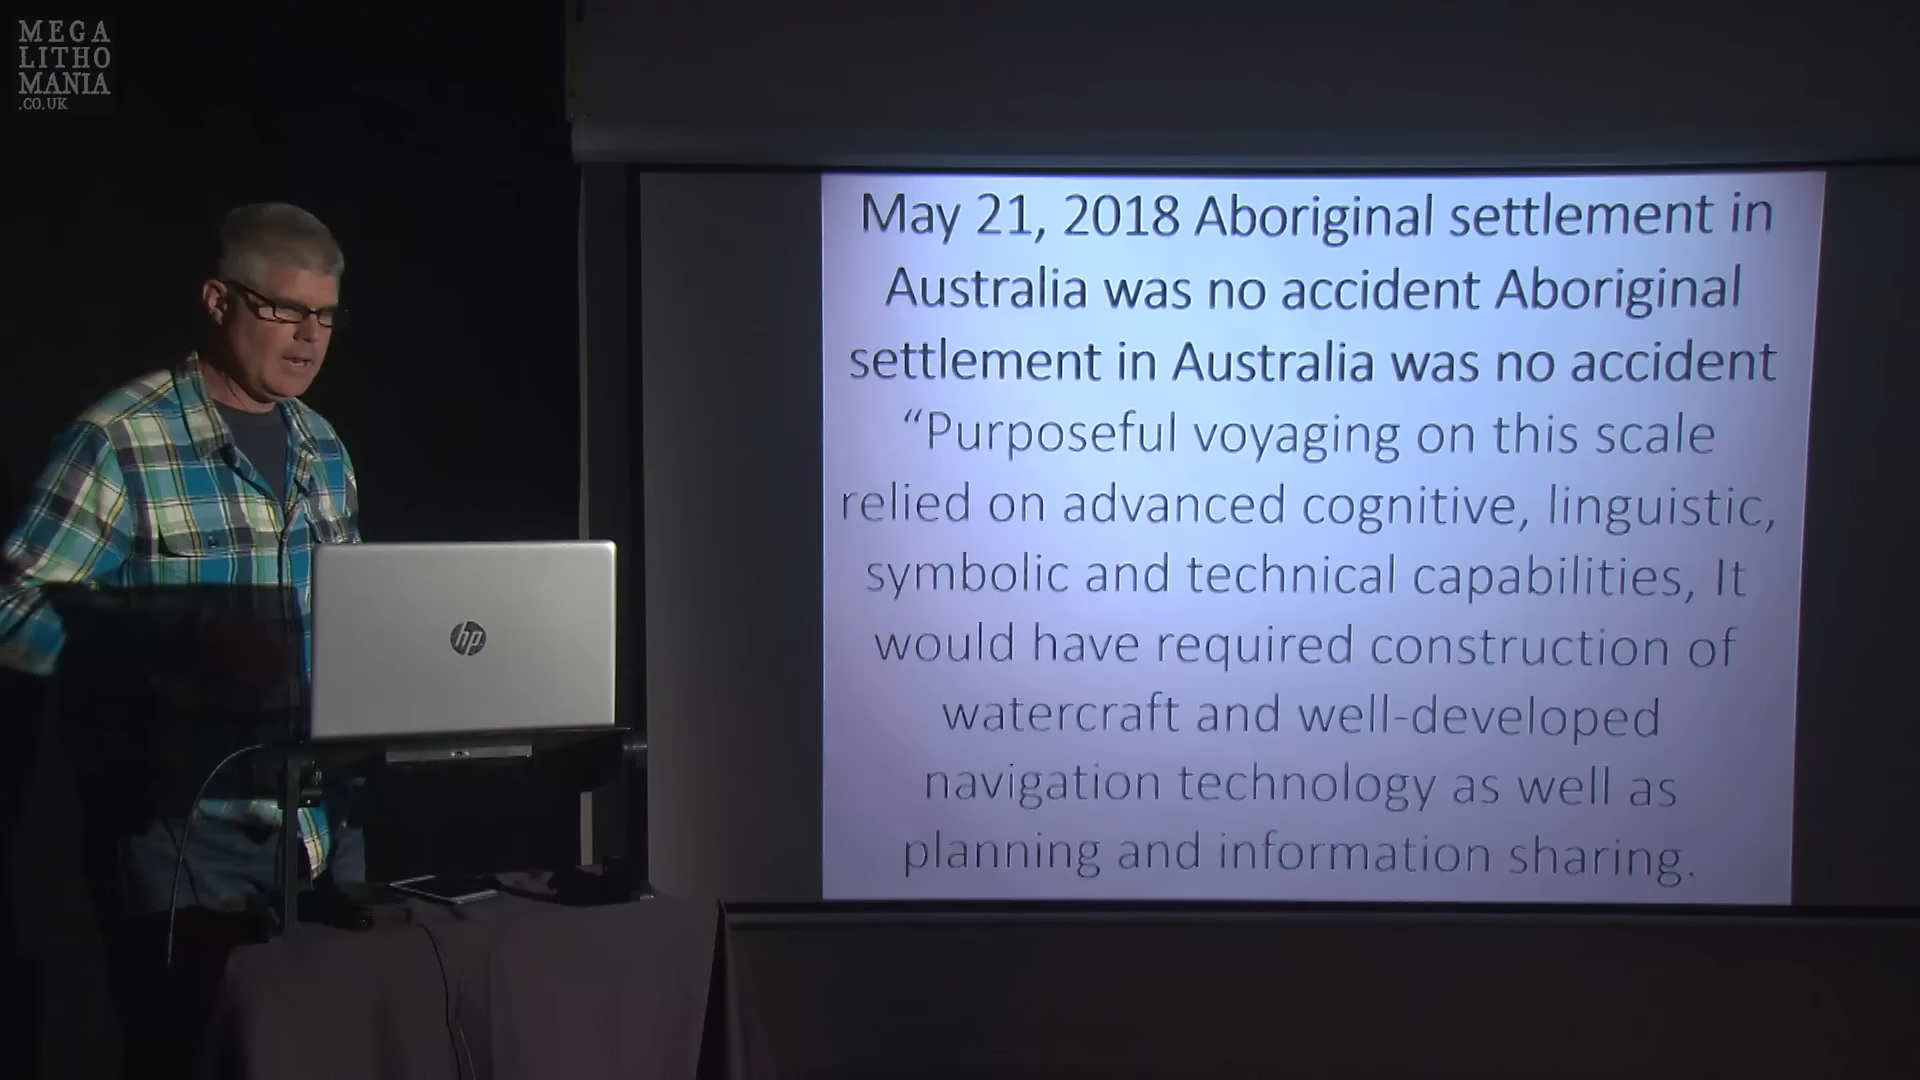 MEGA
LITHO
MANIA
.CO.UK
May 21, 2018 Aboriginal settlement in
Australia was no accident Aboriginal
settlement in Australia was no accident
“Purposeful voyaging on this scale
relied on advanced cognitive, linguistic,
symbolic and technical capabilities, It
would have required construction of
watercraft and well-developed
navigation technology as well as
planning and information sharing.
hp